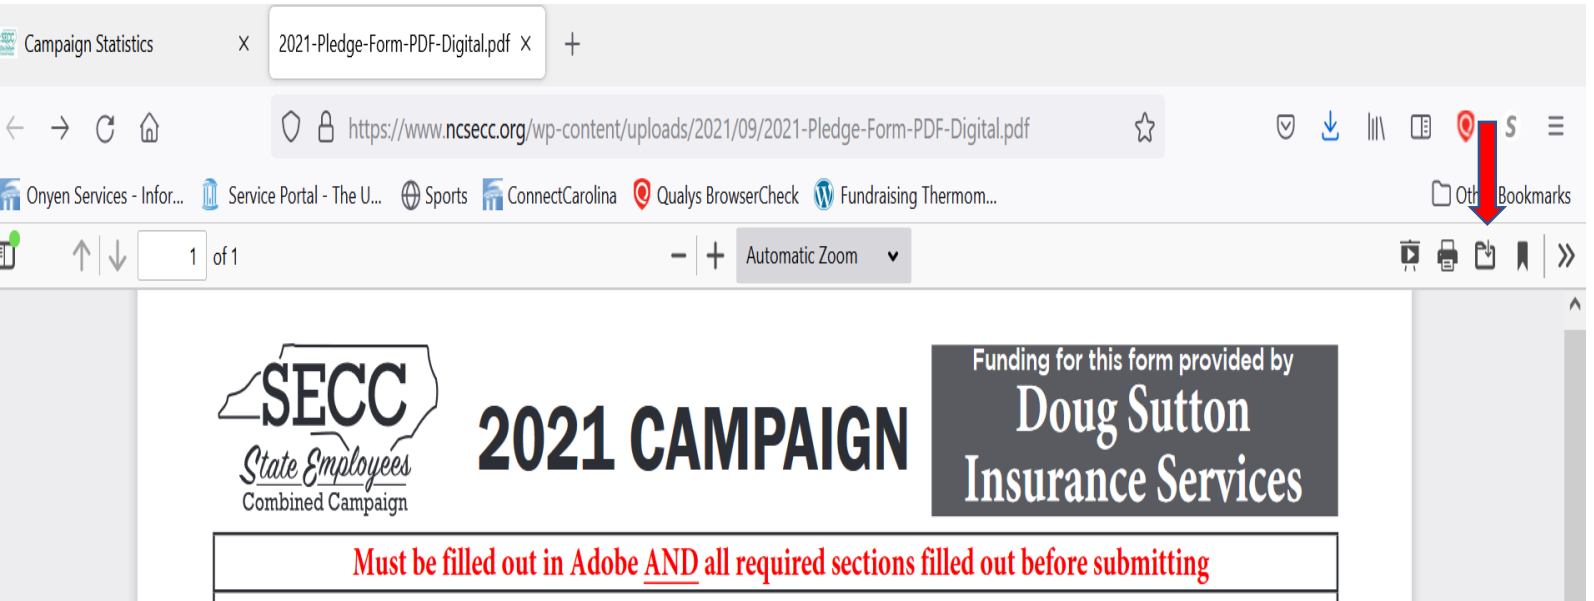 Campaign Statistics
2021-Pledge-Form-PDF-Digital.pdf
https://www.ncsecc.org/wp-content/uploads/2021/09/2021-Pledge-Form-PDF-Digital.pdf
S
Onyen Services - Infor... Service Portal - The U... Sports ConnectCarolina Qualys BrowserCheck Fundraising Thermom... Bookmarks
1 of 1 Automatic Zoom
SECC
State Employees
Combined Campaign
2021 CAMPAIGN
Funding for this form provided by
Doug Sutton
Insurance Services
Must be filled out in Adobe AND all required sections filled out before submitting